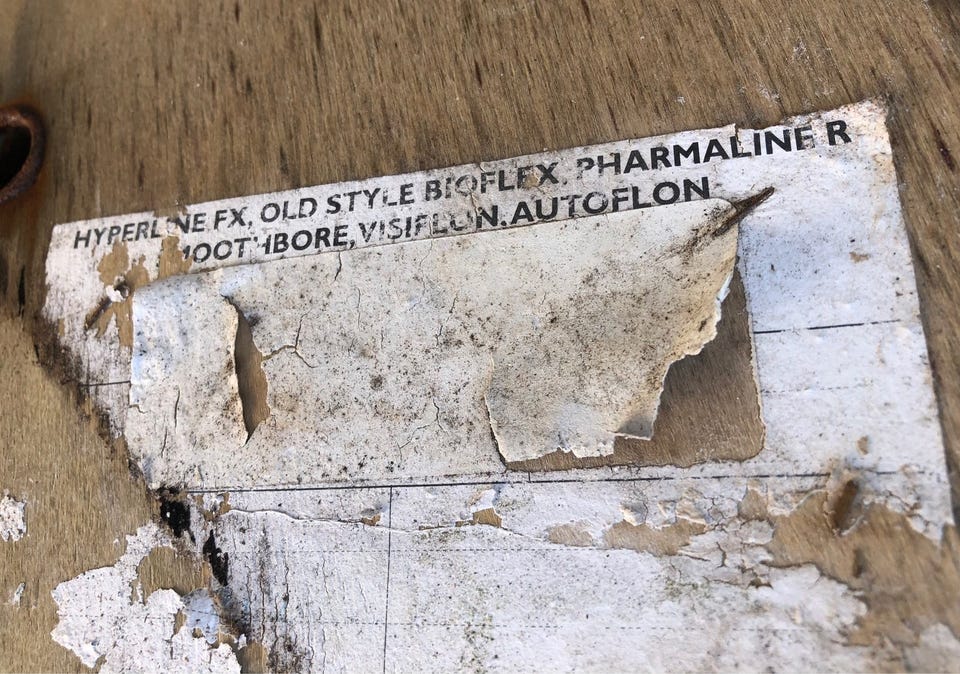 HYPERLINE FX, OLD STYLE BIOFLEX, PHARMALINE R
MOOTHBORE, VISIFLON, AUTOFLON